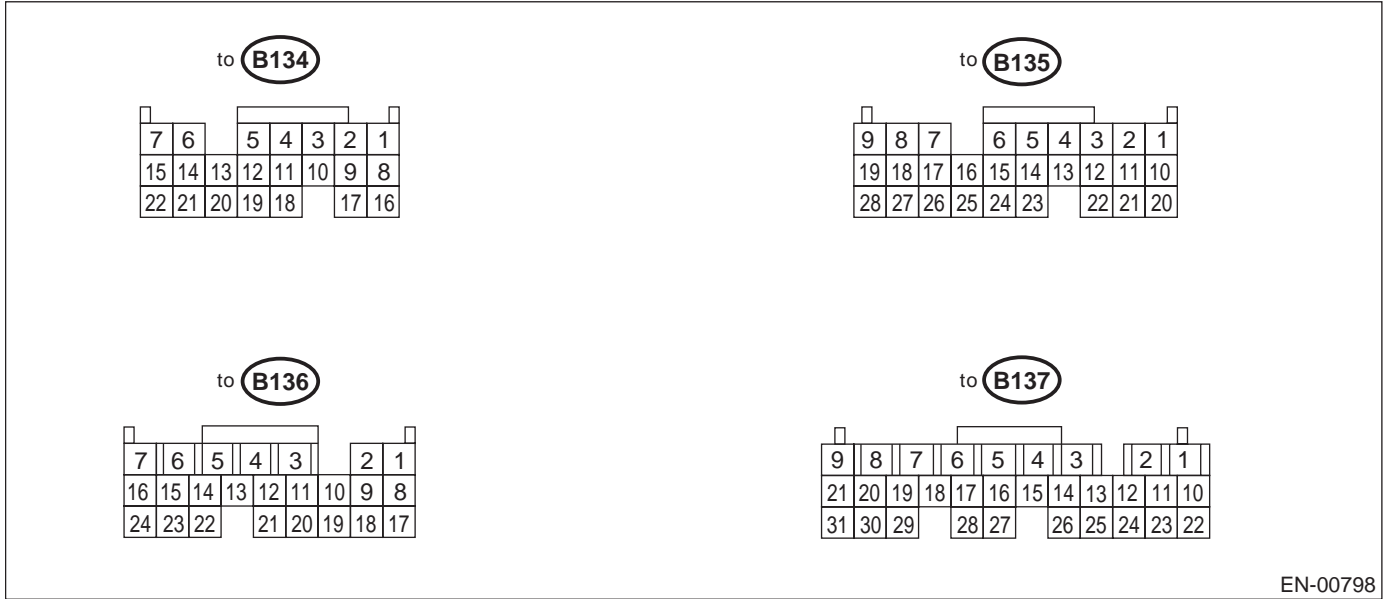 to B134
7 6 5 4 3 2 1
15 14 13 12 11 10 9 8
22 21 20 19 18 17 16
to B135
9 8 7 6 5 4 3 2 1
19 18 17 16 15 14 13 12 11 10
28 27 26 25 24 23 22 21 20
to B136
7 6 5 4 3 2 1
16 15 14 13 12 11 10 9 8
24 23 22 21 20 19 18 17
to B137
9 8 7 6 5 4 3 2 1
21 20 19 18 17 16 15 14 13 12 11 10
31 30 29 28 27 26 25 24 23 22
EN-00798